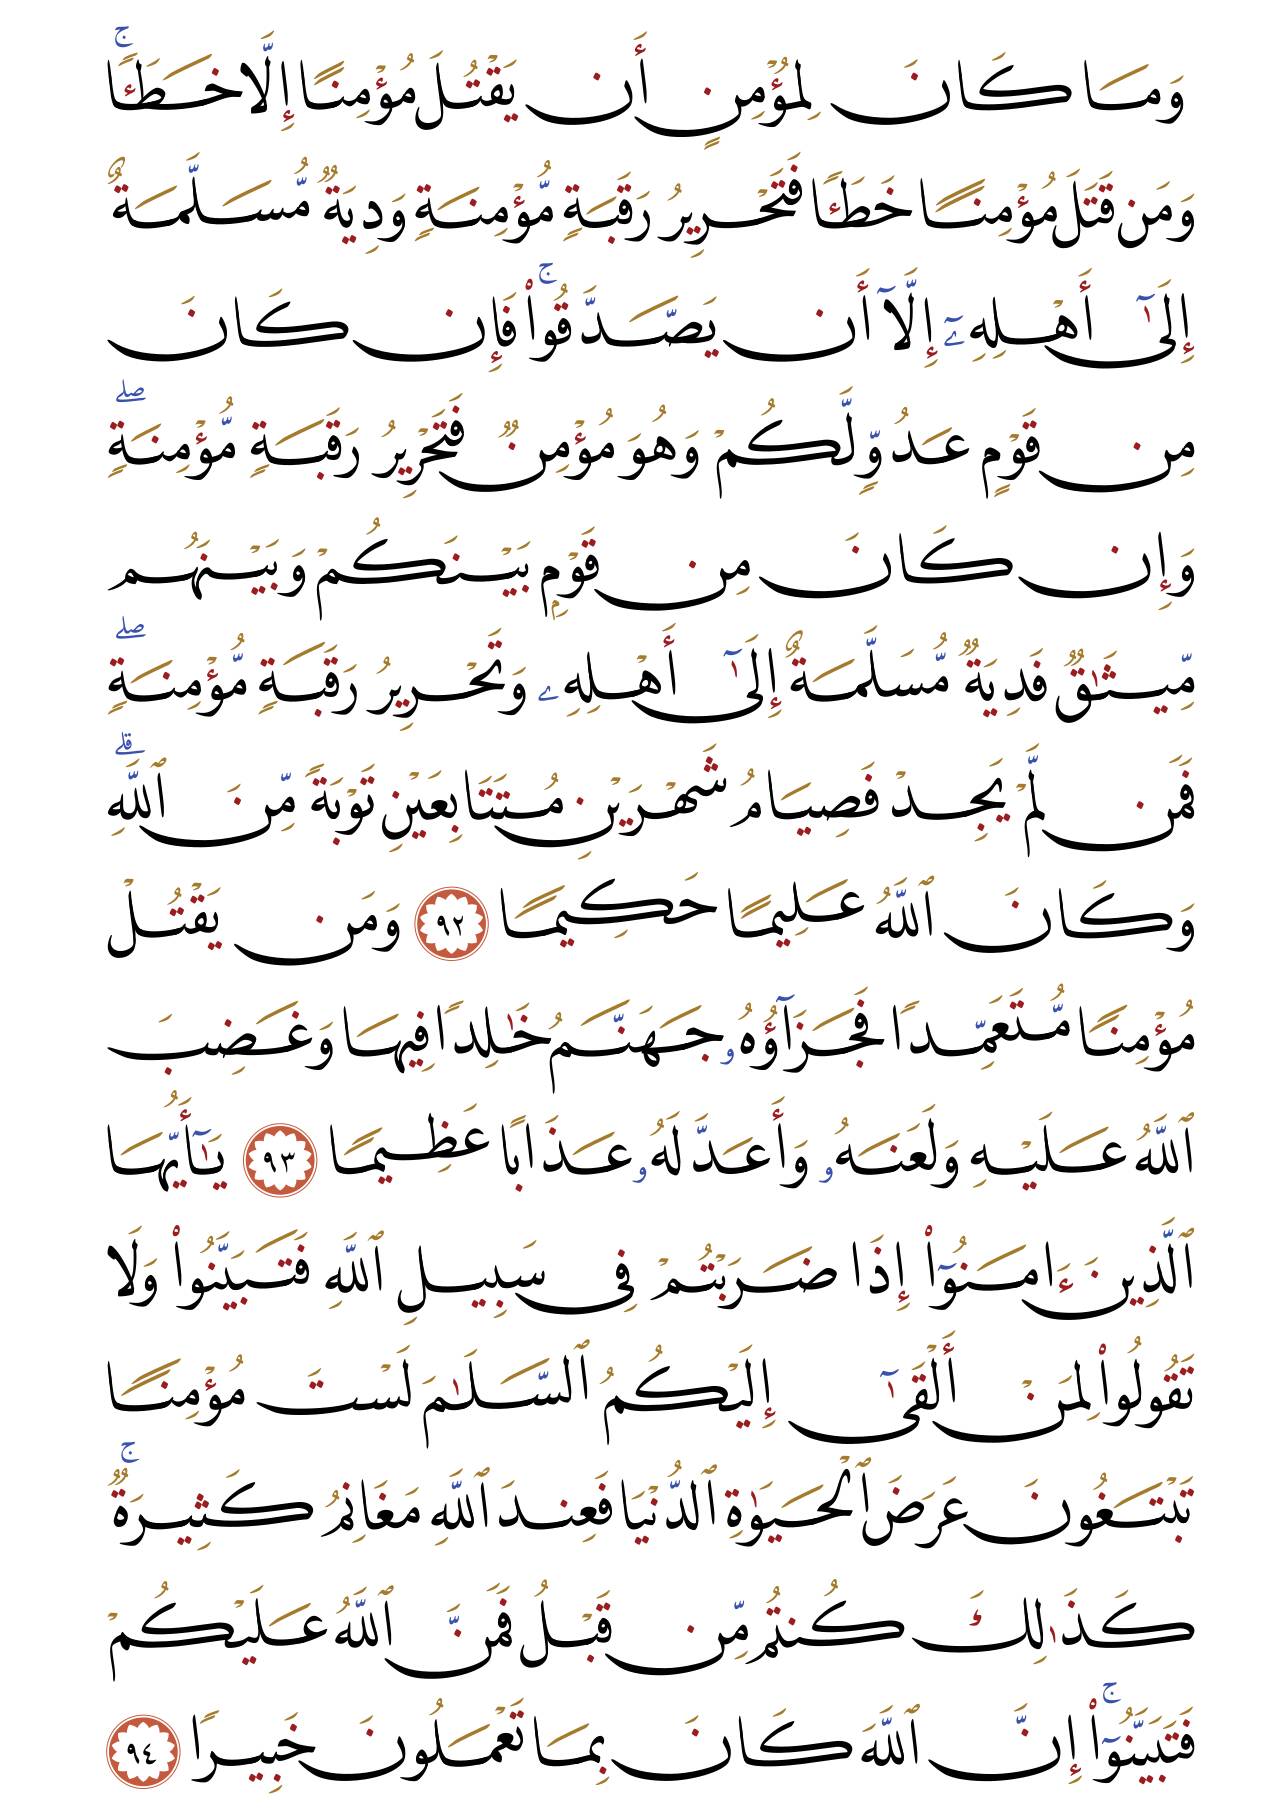 وَمَا كَانَ لِمُؤْمِنٍ أَن يَقْتُلَ مُؤْمِنًا إِلَّا خَطَـًٔا ۚ
وَمَن قَتَلَ مُؤْمِنًا خَطَـًٔا فَتَحْرِيرُ رَقَبَةٍ مُّؤْمِنَةٍ وَدِيَةٌ مُّسَلَّمَةٌ
إِلَىٰٓ أَهْلِهِۦٓ إِلَّآ أَن يَصَّدَّقُوا۟ ۚ فَإِن كَانَ
مِن قَوْمٍ عَدُوٍّ لَّكُمْ وَهُوَ مُؤْمِنٌ فَتَحْرِيرُ رَقَبَةٍ مُّؤْمِنَةٍ ۖ
وَإِن كَانَ مِن قَوْمٍۭ بَيْنَكُمْ وَبَيْنَهُم
مِّيثَٰقٌ فَدِيَةٌ مُّسَلَّمَةٌ إِلَىٰٓ أَهْلِهِۦ وَتَحْرِيرُ رَقَبَةٍ مُّؤْمِنَةٍ ۖ
فَمَن لَّمْ يَجِدْ فَصِيَامُ شَهْرَيْنِ مُتَتَابِعَيْنِ تَوْبَةً مِّنَ ٱللَّهِ ۗ
وَكَانَ ٱللَّهُ عَلِيمًا حَكِيمًا ٩٢ وَمَن يَقْتُلْ
مُؤْمِنًا مُّتَعَمِّدًا فَجَزَآؤُهُۥ جَهَنَّمُ خَٰلِدًا فِيهَا وَغَضِبَ
ٱللَّهُ عَلَيْهِ وَلَعَنَهُۥ وَأَعَدَّ لَهُۥ عَذَابًا عَظِيمًا ٩٣ يَٰٓأَيُّهَا
ٱلَّذِينَ ءَامَنُوٓا۟ إِذَا ضَرَبْتُمْ فِى سَبِيلِ ٱللَّهِ فَتَبَيَّنُوا۟ وَلَا
تَقُولُوا۟ لِمَنْ أَلْقَىٰٓ إِلَيْكُمُ ٱلسَّلَٰمَ لَسْتَ مُؤْمِنًا
تَبْتَغُونَ عَرَضَ ٱلْحَيَوٰةِ ٱلدُّنْيَا فَعِندَ ٱللَّهِ مَغَانِمُ كَثِيرَةٌ ۚ
كَذَٰلِكَ كُنتُم مِّن قَبْلُ فَمَنَّ ٱللَّهُ عَلَيْكُمْ
فَتَبَيَّنُوٓا۟ ۚ إِنَّ ٱللَّهَ كَانَ بِمَا تَعْمَلُونَ خَبِيرًا ٩٤